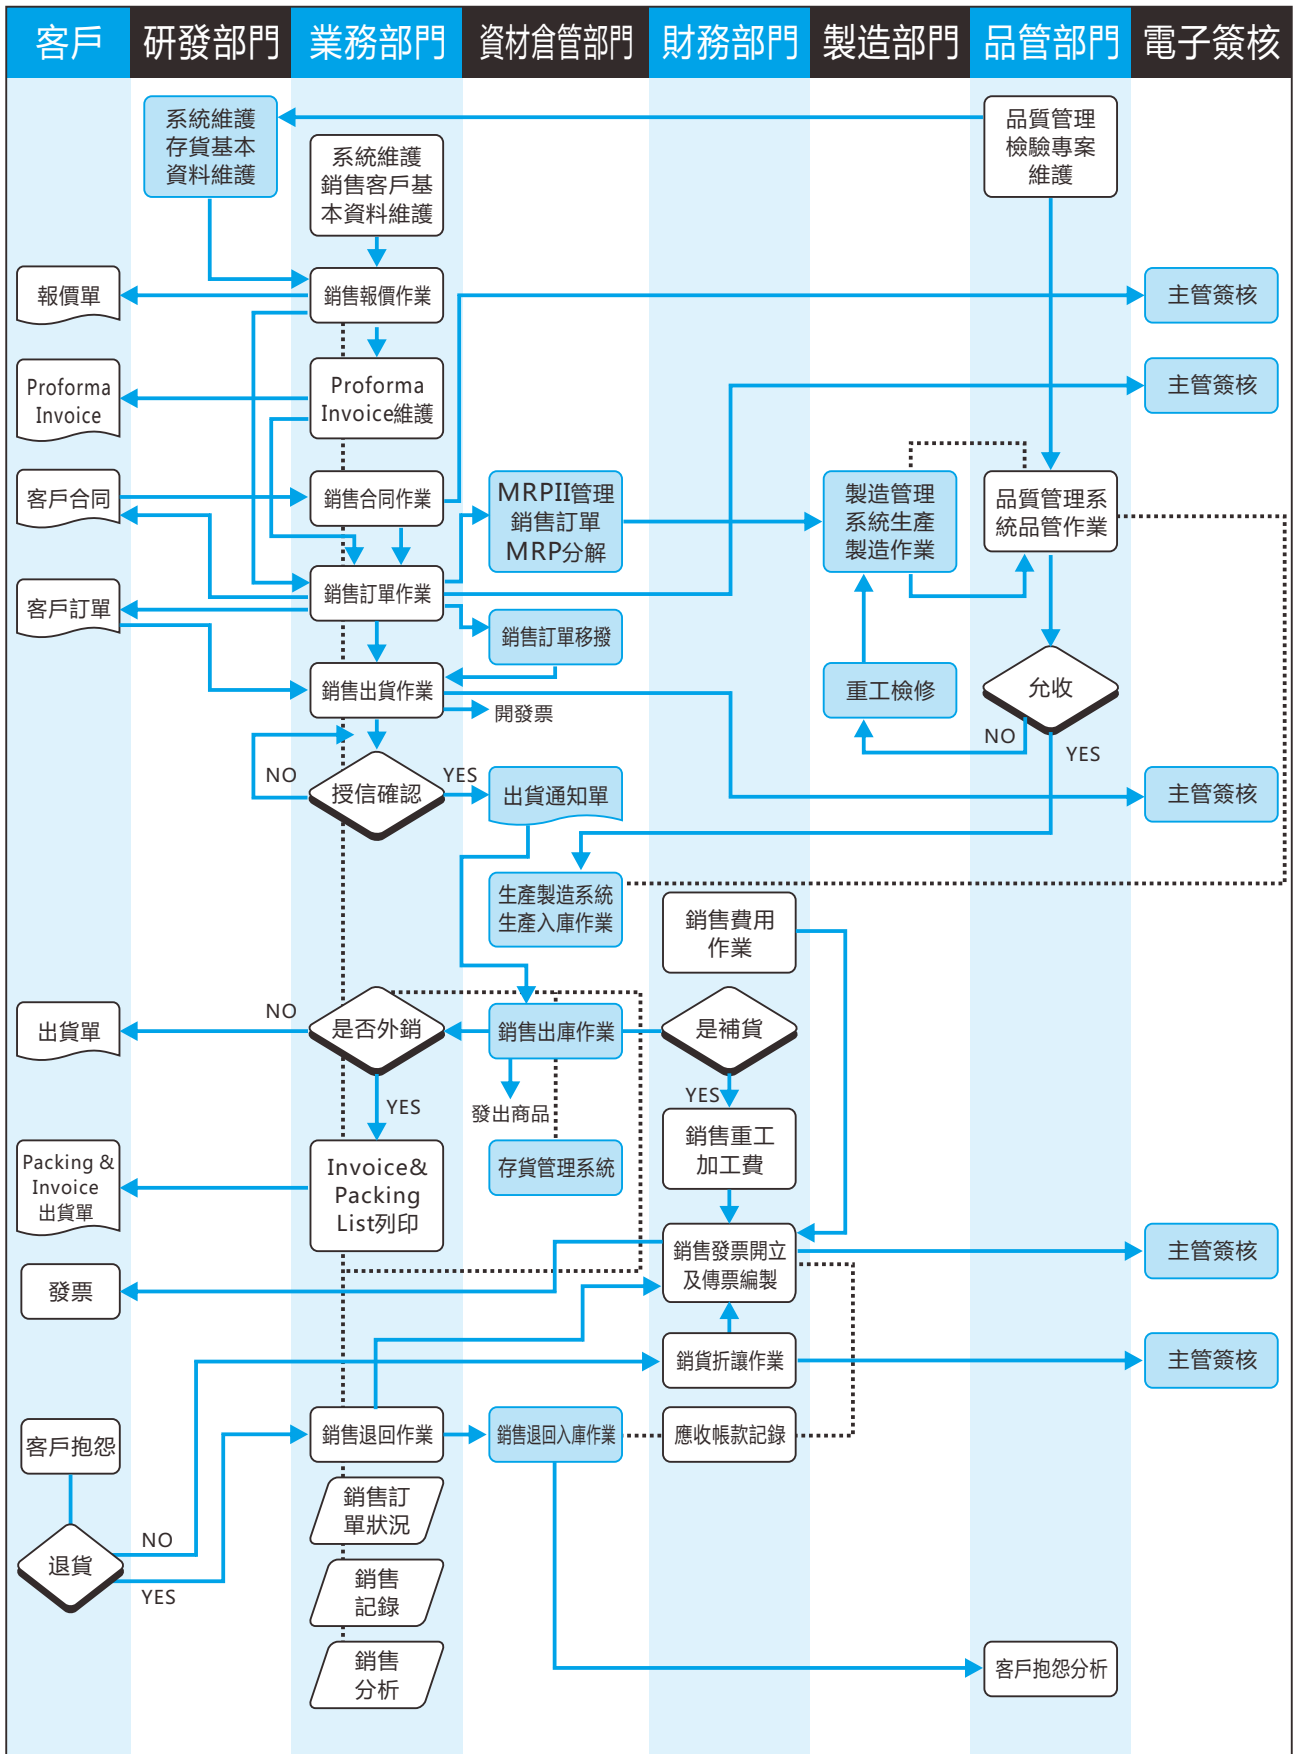 客戶
研發部門
業務部門
資材倉管部門
財務部門
製造部門
品管部門
電子簽核
系統維護
存貨基本
資料維護
系統維護
銷售客戶基
本資料維護
品質管理
檢驗專案
維護
報價單
銷售報價作業
主管簽核
Proforma
Invoice
Proforma
Invoice維護
主管簽核
客戶合同
銷售合同作業
MRPII管理
銷售訂單
MRP分解
製造管理
系統生產
製造作業
品質管理系
統品管作業
客戶訂單
銷售訂單作業
銷售訂單移撥
銷售出貨作業
開發票
重工檢修
允收
NO
YES
NO
授信確認
YES
出貨通知單
主管簽核
生產製造系統
生產入庫作業
銷售費用
作業
出貨單
NO
是否外銷
銷售出庫作業
是補貨
YES
發出商品
YES
銷售重工
加工費
Packing &
Invoice
出貨單
Invoice&
Packing
List列印
存貨管理系統
發票
銷售發票開立
及傳票編製
主管簽核
銷貨折讓作業
主管簽核
客戶抱怨
銷售退回作業
銷售退回入庫作業
應收帳款記錄
銷售訂
單狀況
退貨
NO
YES
銷售
記錄
銷售
分析
客戶抱怨分析